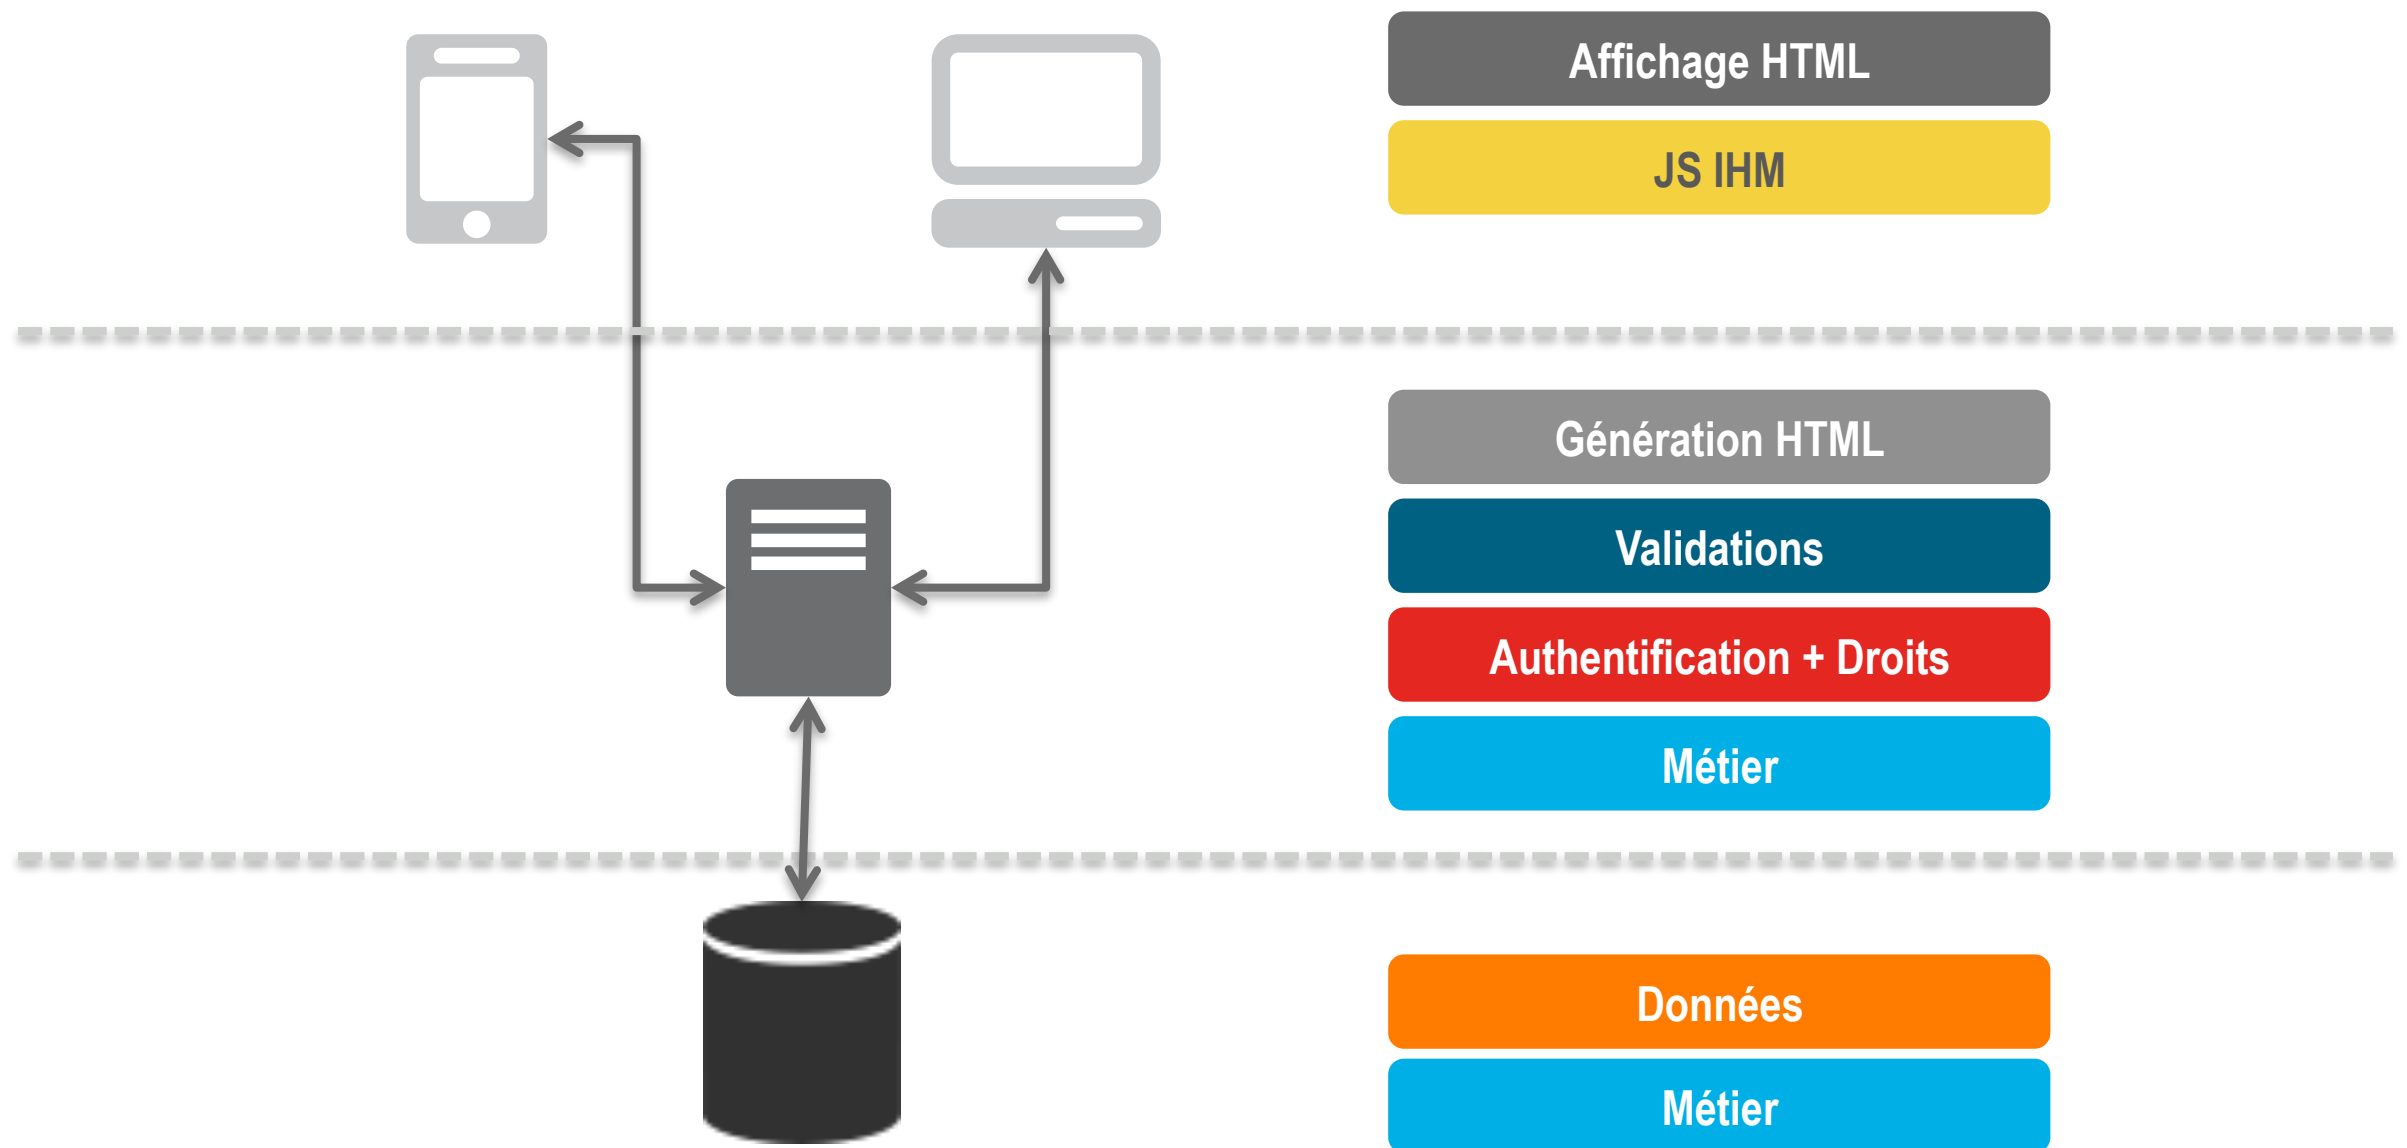 Affichage HTML
JS IHM
Génération HTML
Validations
Authentification + Droits
Métier
Données
Métier